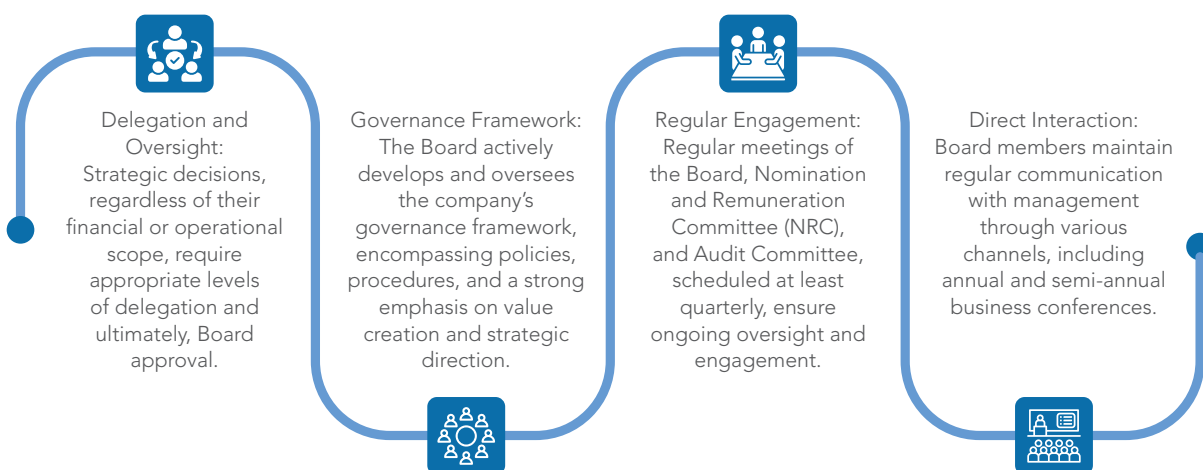 Delegation and
Oversight:
Strategic decisions,
regardless of their
financial or operational
scope, require
appropriate levels
of delegation and
ultimately, Board
approval.
Governance Framework:
The Board actively
develops and oversees
the company’s
governance framework,
encompassing policies,
procedures, and a strong
emphasis on value
creation and strategic
direction.
Regular Engagement:
Regular meetings of
the Board, Nomination
and Remuneration
Committee (NRC),
and Audit Committee,
scheduled at least
quarterly, ensure
ongoing oversight and
engagement.
Direct Interaction:
Board members maintain
regular communication
with management
through various
channels, including
annual and semi-annual
business conferences.